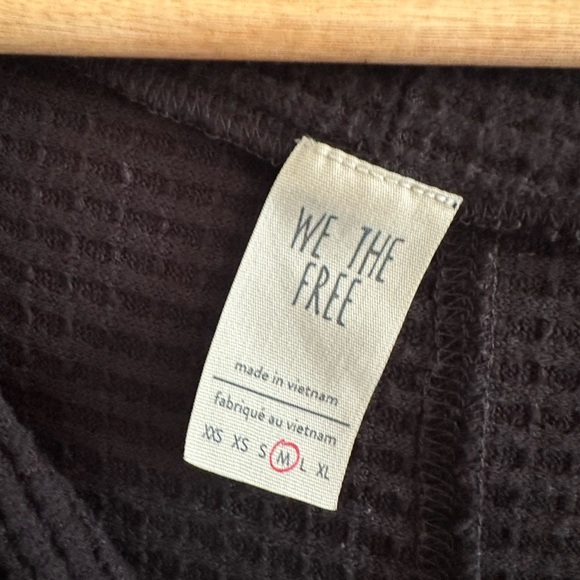 WE THE
FREE
made in vietnam
fabriqué au vietnam
XXS XS S M L XL